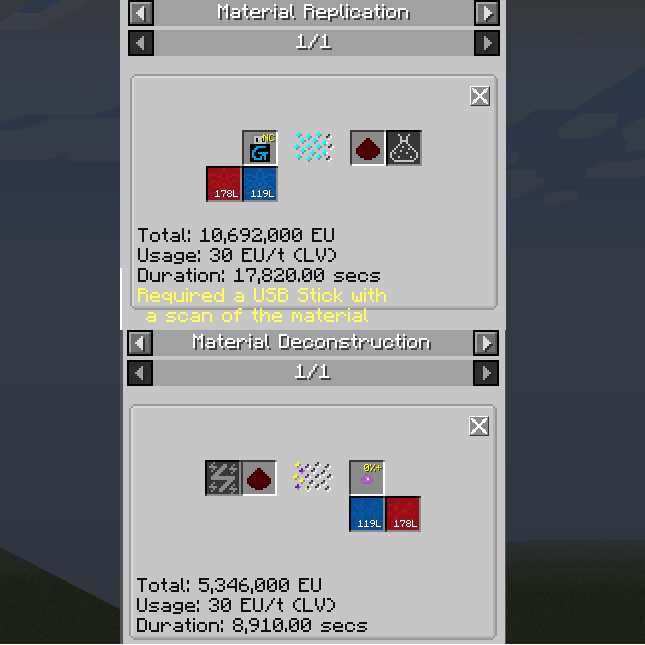 Material Replication
1/1
NC
G
178L 119L
Total: 10,692,000 EU
Usage: 30 EU/t (LV)
Duration: 17,820.00 secs
Required a USB Stick with
a scan of the material
Material Deconstruction
1/1
0%+
119L 178L
Total: 5,346,000 EU
Usage: 30 EU/t (LV)
Duration: 8,910.00 secs